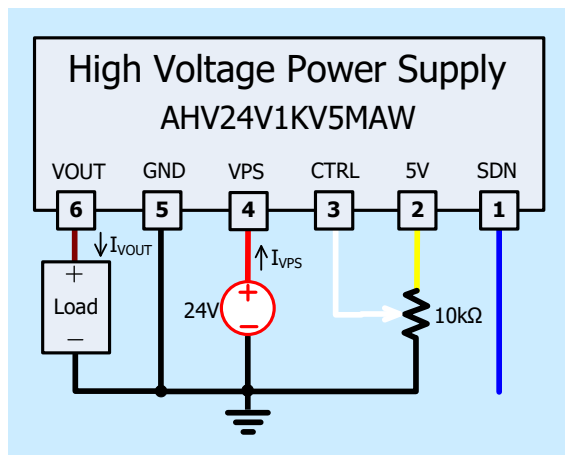 High Voltage Power Supply
AHV24V1KV5MAW
VOUT GND VPS CTRL 5V SDN
6 5 4 3 2 1
IVOUT IVPS
+ +
Load 24V 10kΩ
− −